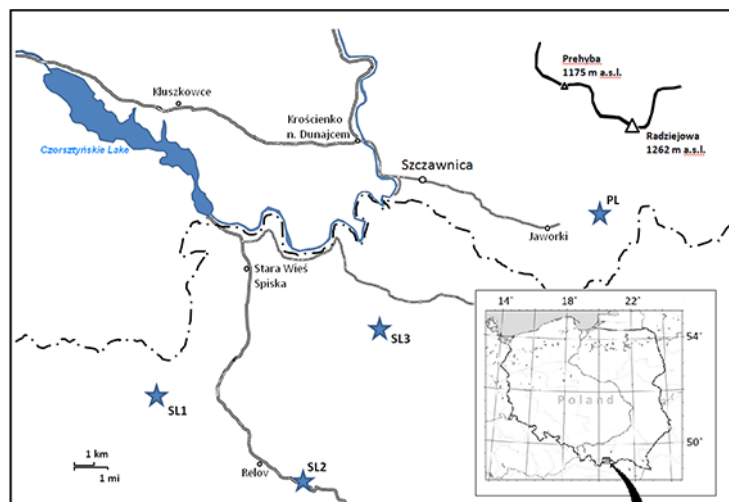 Prehyba
1175 m a.s.l.
Radziejowa
1262 m a.s.l.
Kluszkowce
Krościenko
n. Dunajcem
Czorsztyńskie Lake
Szczawnica
PL
Jaworki
Stara Wieś
Spiska
SL3
SL1
SL2
Relov
1 km
1 mi
14°
18°
22°
54°
Poland
50°